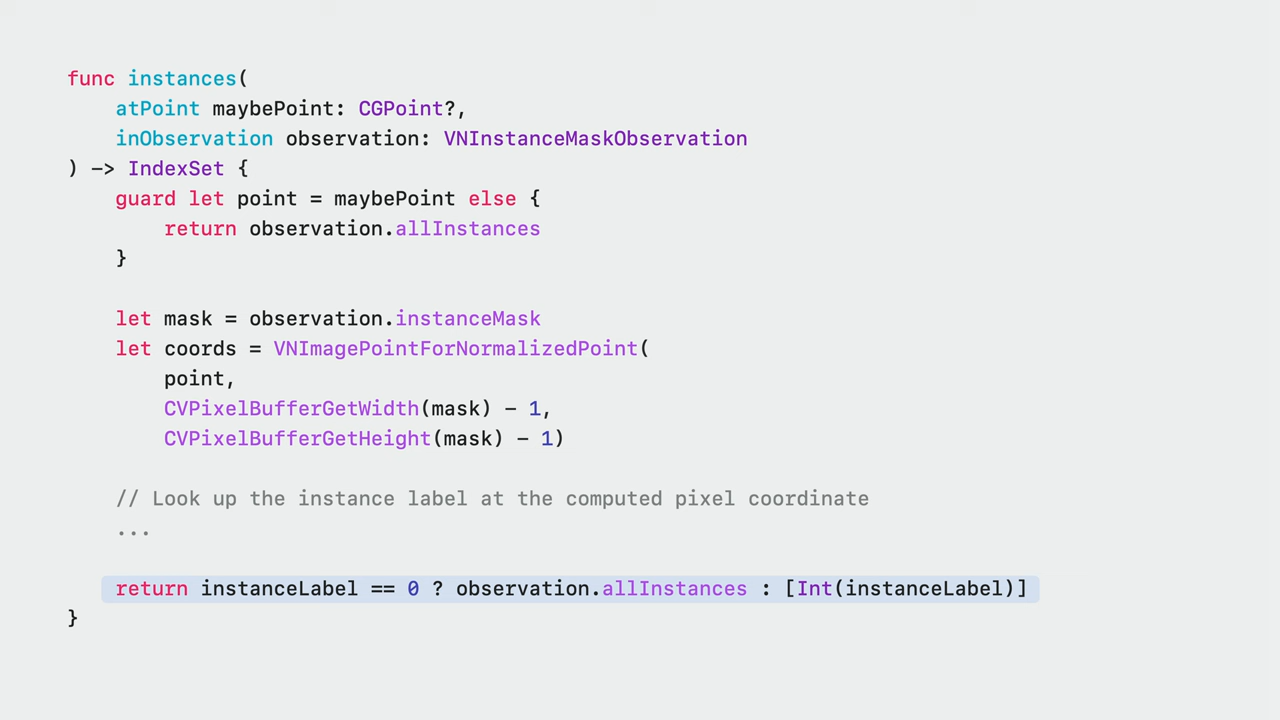 func instances(
    atPoint maybePoint: CGPoint?,
    inObservation observation: VNInstanceMaskObservation
) -> IndexSet {
    guard let point = maybePoint else {
        return observation.allInstances
    }

    let mask = observation.instanceMask
    let coords = VNImagePointForNormalizedPoint(
        point,
        CVPixelBufferGetWidth(mask) - 1,
        CVPixelBufferGetHeight(mask) - 1)

    // Look up the instance label at the computed pixel coordinate
    ...

    return instanceLabel == 0 ? observation.allInstances : [Int(instanceLabel)]
}